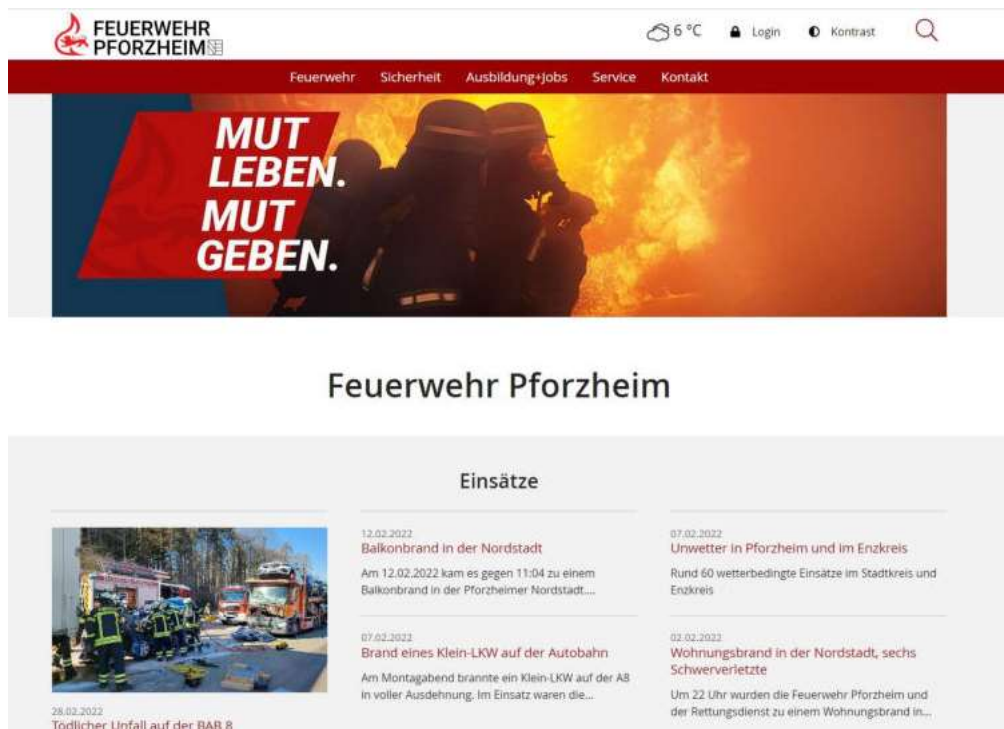 FEUERWEHR
PFORZHEIM
6 °C
Login
Kontrast
Feuerwehr Sicherheit Ausbildung+Jobs Service Kontakt
MUT
LEBEN.
MUT
GEBEN.
Feuerwehr Pforzheim
Einsätze
28.02.2022
Tödlicher Unfall auf der BAB 8
12.02.2022
Balkonbrand in der Nordstadt
Am 12.02.2022 kam es gegen 11:04 zu einem
Balkonbrand in der Pforzheimer Nordstadt....
07.02.2022
Brand eines Klein-LKW auf der Autobahn
Am Montagabend brannte ein Klein-LKW auf der A8
in voller Ausdehnung. Im Einsatz waren die...
07.02.2022
Unwetter in Pforzheim und im Enzkreis
Rund 60 wetterbedingte Einsätze im Stadtkreis und
Enzkreis
02.02.2022
Wohnungsbrand in der Nordstadt, sechs
Schwerverletzte
Um 22 Uhr wurden die Feuerwehr Pforzheim und
der Rettungsdienst zu einem Wohnungsbrand in...